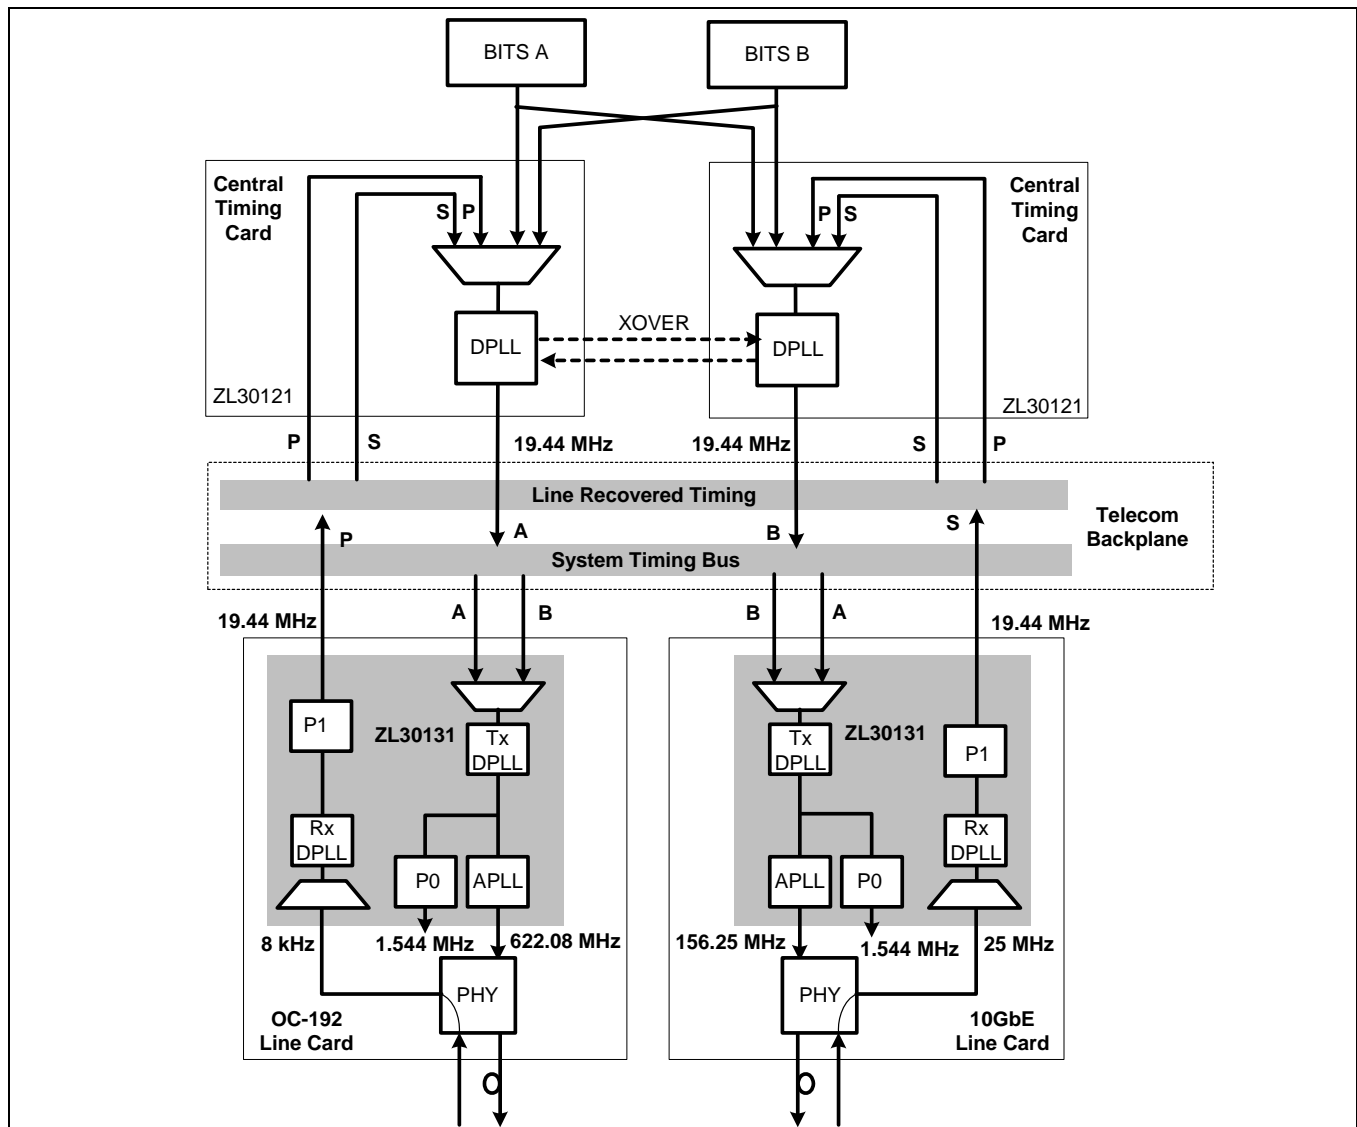 BITS A
BITS B
Central
Timing
Card
S P
P S
Central
Timing
Card
XOVER
DPLL
DPLL
ZL30121
ZL30121
P
S
19.44 MHz
19.44 MHz
S
P
Line Recovered Timing
P
A
B
S
Telecom
Backplane
System Timing Bus
A
B
B
A
19.44 MHz
19.44 MHz
P1
ZL30131
Tx
DPLL
Tx
DPLL
ZL30131
P1
Rx
DPLL
P0
APLL
APLL
P0
Rx
DPLL
8 kHz
1.544 MHz
622.08 MHz
156.25 MHz
1.544 MHz
25 MHz
PHY
PHY
OC-192
Line Card
10GbE
Line Card